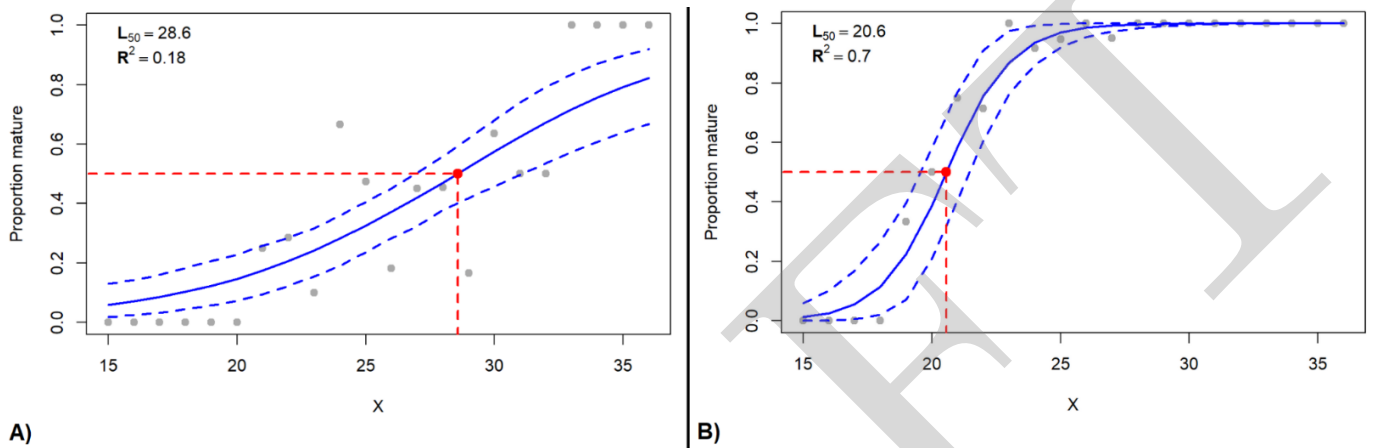 L50 = 28.6
R2 = 0.18
Proportion mature
0.0 0.2 0.4 0.6 0.8 1.0
15 20 25 30 35
X
A)
L50 = 20.6
R2 = 0.7
Proportion mature
0.0 0.2 0.4 0.6 0.8 1.0
15 20 25 30 35
X
B)